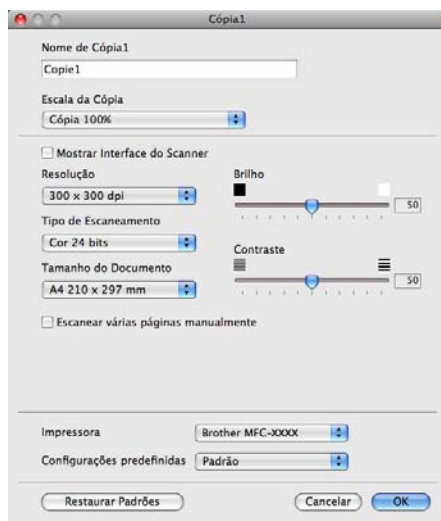 Cópia1
Nome de Cópia1
Copie1
Escala da Cópia
Cópia 100%
Mostrar Interface do Scanner
Resolução
300 x 300 dpi
Brilho
50
Tipo de Escaneamento
Cor 24 bits
Contraste
50
Tamanho do Documento
A4 210 x 297 mm
Escanear várias páginas manualmente
Impressora
Brother MFC-XXXX
Configurações predefinidas
Padrão
Restaurar Padrões
Cancelar
OK